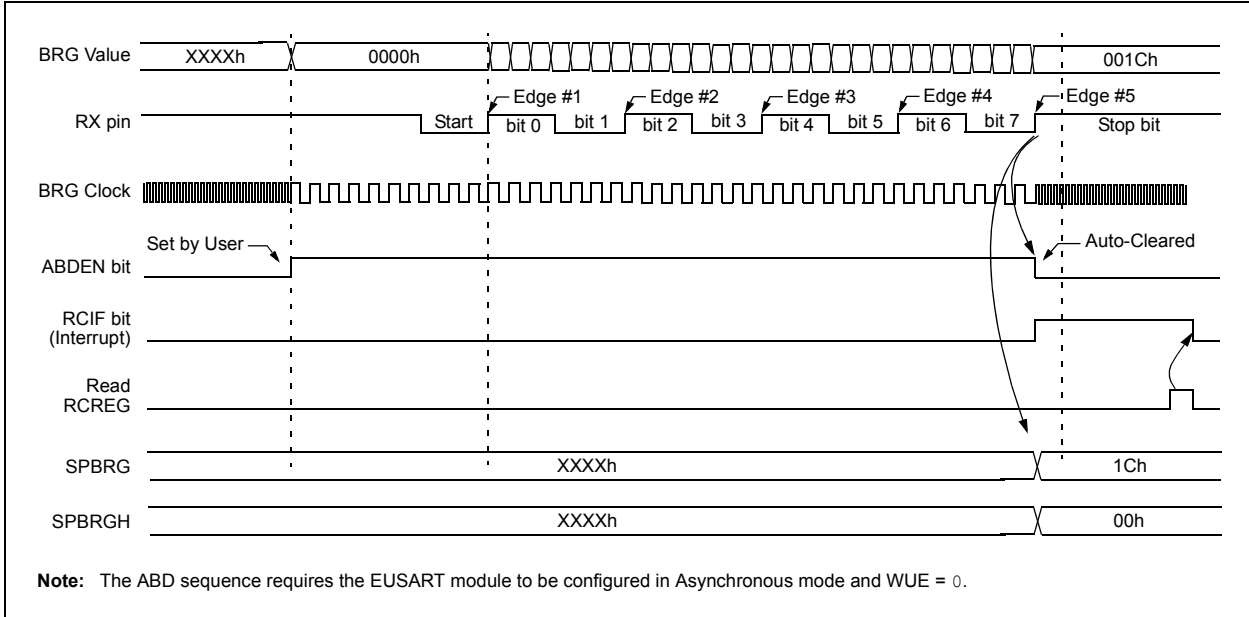 BRG Value XXXXh 0000h 001Ch
Edge #1 Edge #2 Edge #3 Edge #4 Edge #5
RX pin Start bit 0 bit 1 bit 2 bit 3 bit 4 bit 5 bit 6 bit 7 Stop bit
BRG Clock
Set by User Auto-Cleared
ABDEN bit
RCIF bit
(Interrupt)
Read
RCREG
SPBRG XXXXh 1Ch
SPBRGH XXXXh 00h
Note: The ABD sequence requires the EUSART module to be configured in Asynchronous mode and WUE = 0.